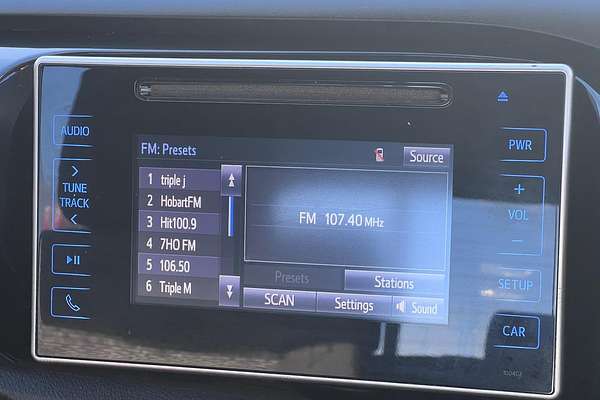 AUDIO
>
TUNE
TRACK
<
FM: Presets
Source
1 triple j
2 HobartFM
3 Hit100.9
4 7HO FM
5 106.50
6 Triple M
FM 107.40 MHz
Presets
Stations
SCAN
Settings
Sound
PWR
+
VOL
-
SETUP
CAR
100403